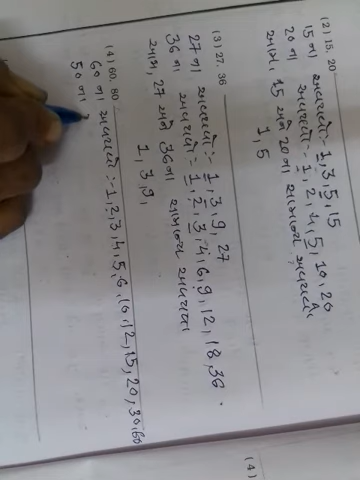 (2) 15, 20
15 ના અવયવો - 1, 3, 5, 15
20 ના અવયવો - 1, 2, 4, 5, 10, 20
આમ, 15 અને 20 ના સામાન્ય અવયવો
1, 5
(3) 27, 36
27 ના અવયવો :- 1, 3, 9, 27
36 ના અવયવો :- 1, 2, 3, 4, 6, 9, 12, 18, 36.
આમ, 27 અને 36 ના સામાન્ય અવયવો
1, 3, 9,
(4) 60, 80
60 ના અવયવો :- 1, 2, 3, 4, 5, 6, 10, 12, 15, 20, 30, 60
50 ના
(4)